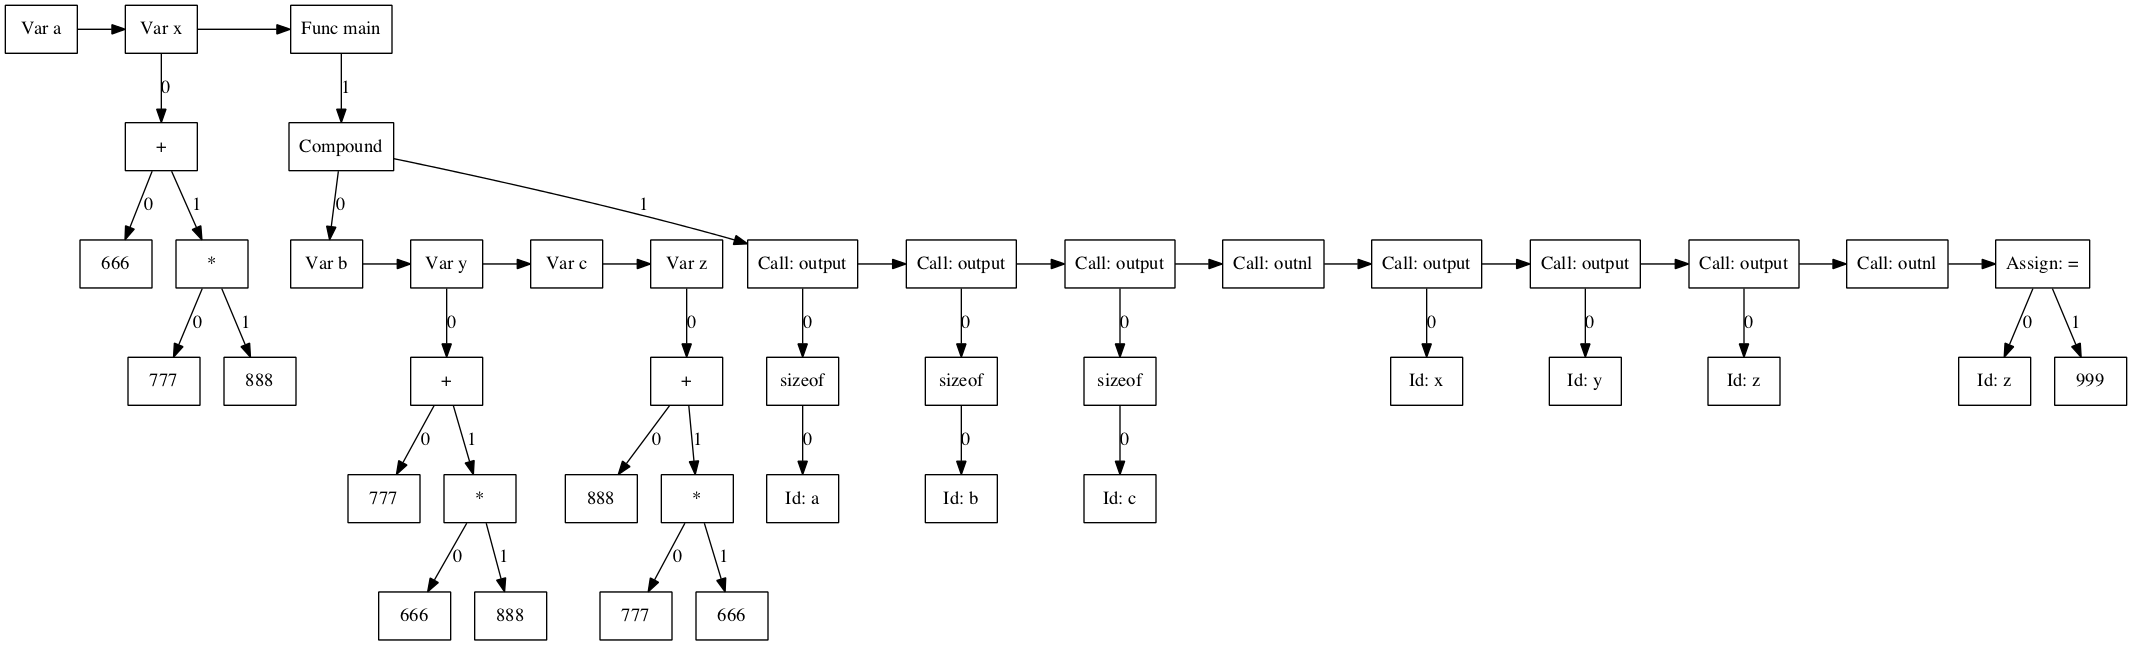 Var a
Var x
Func main
0
1
+
Compound
0
1
0
1
666
*
Var b
Var y
Var c
Var z
Call: output
Call: output
Call: output
Call: outnl
Call: output
Call: output
Call: output
Call: outnl
Assign: =
0
1
0
0
0
0
0
0
0
0
0
1
777
888
+
+
sizeof
sizeof
sizeof
Id: x
Id: y
Id: z
Id: z
999
0
1
0
1
0
0
0
777
*
888
*
Id: a
Id: b
Id: c
0
1
0
1
666
888
777
666